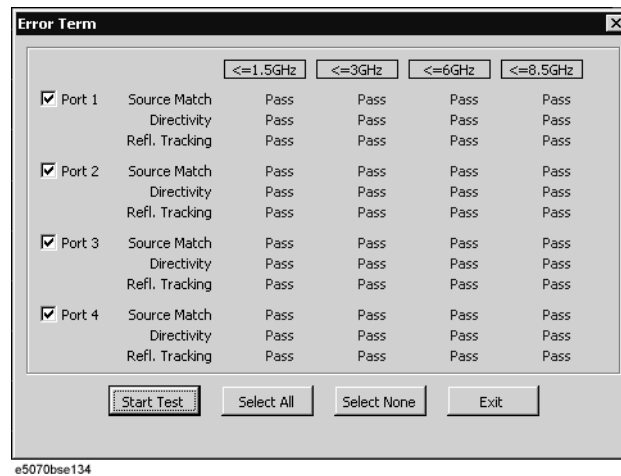 Error Term
<=1.5GHz <=3GHz <=6GHz <=8.5GHz
Port 1 Source Match Pass Pass Pass Pass
Directivity Pass Pass Pass Pass
Refl. Tracking Pass Pass Pass Pass
Port 2 Source Match Pass Pass Pass Pass
Directivity Pass Pass Pass Pass
Refl. Tracking Pass Pass Pass Pass
Port 3 Source Match Pass Pass Pass Pass
Directivity Pass Pass Pass Pass
Refl. Tracking Pass Pass Pass Pass
Port 4 Source Match Pass Pass Pass Pass
Directivity Pass Pass Pass Pass
Refl. Tracking Pass Pass Pass Pass
Start Test Select All Select None Exit
e5070bse134